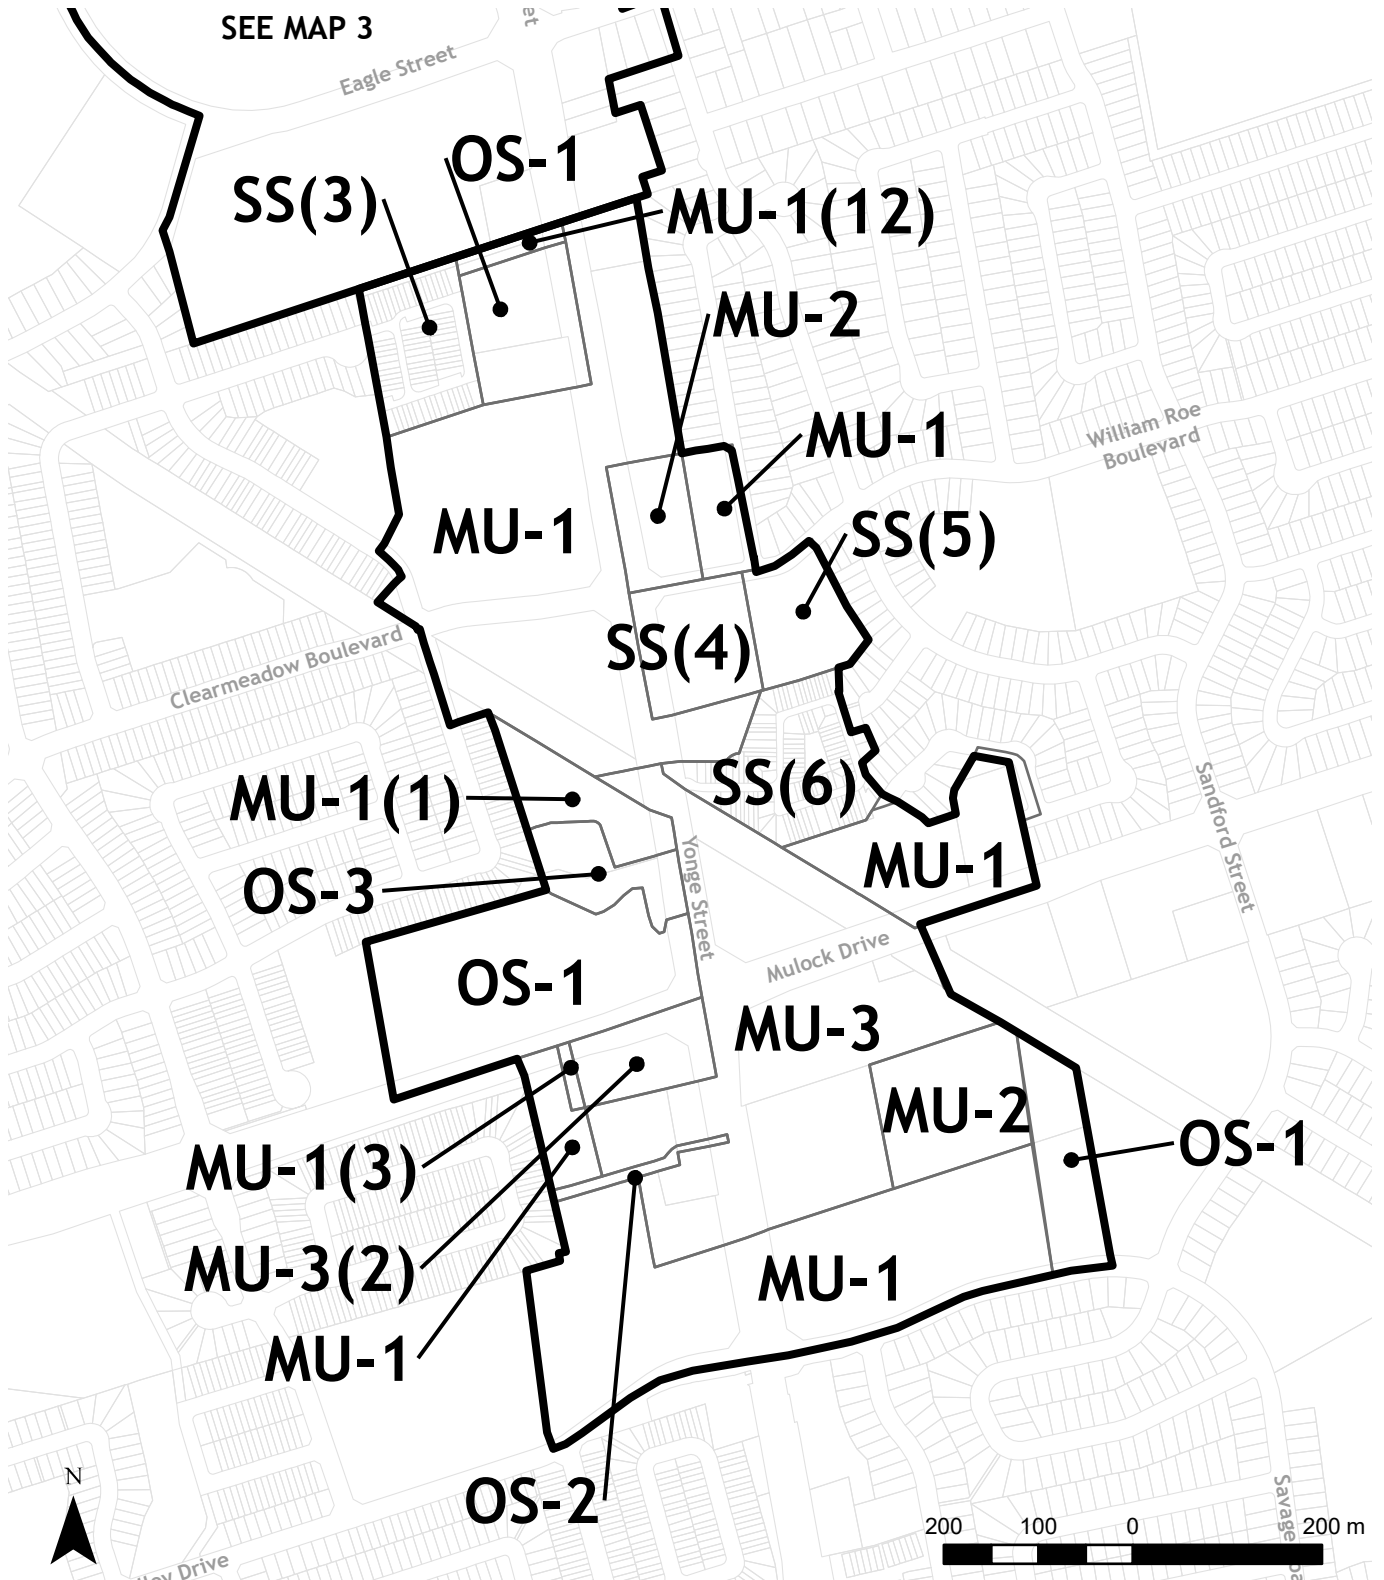 SEE MAP 3
Eagle Street
OS-1
SS(3)
MU-1(12)
MU-2
MU-1
William Roe
Boulevard
MU-1
SS(5)
SS(4)
Clearmeadow Boulevard
SS(6)
MU-1(1)
Sandford Street
Yonge Street
MU-1
OS-3
Mulock Drive
OS-1
MU-3
MU-2
OS-1
MU-1(3)
MU-3(2)
MU-1
MU-1
OS-2
N
Savage
Drive
200 100 0 200 m